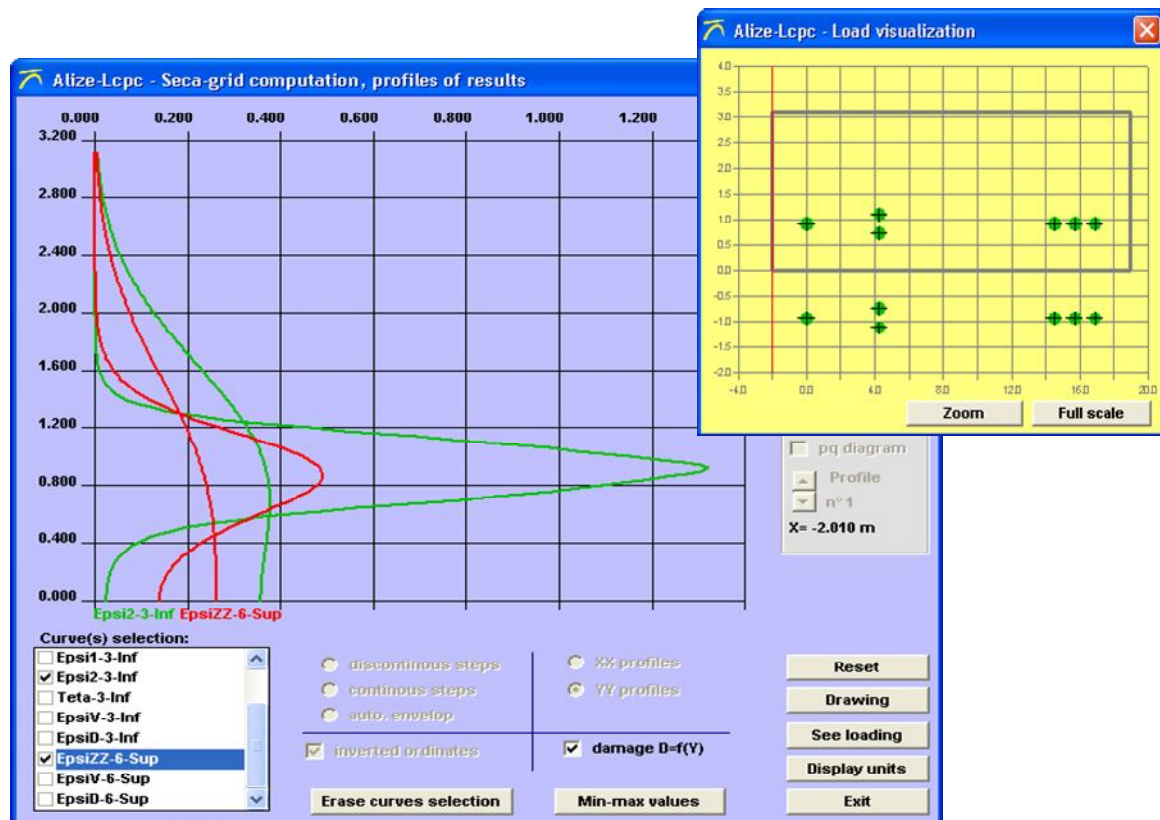 Alize-Lcpc - Load visualization
4.0
3.5
3.0
2.5
2.0
1.5
1.0
0.5
0.0
-0.5
-1.0
-1.5
-2.0
-4.0 0.0 4.0 8.0 12.0 16.0 20.0
Zoom Full scale
Alize-Lcpc - Seca-grid computation, profiles of results
0.000 0.200 0.400 0.600 0.800 1.000 1.200
3.200
2.800
2.400
2.000
1.600
1.200
0.800
0.400
0.000
Epsi2-3-Inf EpsiZZ-6-Sup
pq diagram
Profile
n°1
X= -2.010 m
Curve(s) selection:
Epsi1-3-Inf
Epsi2-3-Inf
Teta-3-Inf
EpsiV-3-Inf
EpsiD-3-Inf
EpsiZZ-6-Sup
EpsiV-6-Sup
EpsiD-6-Sup
discontinous steps
continous steps
auto. envelop
inverted ordinates
XX profiles
YY profiles
damage D=f(Y)
Erase curves selection
Min-max values
Reset
Drawing
See loading
Display units
Exit